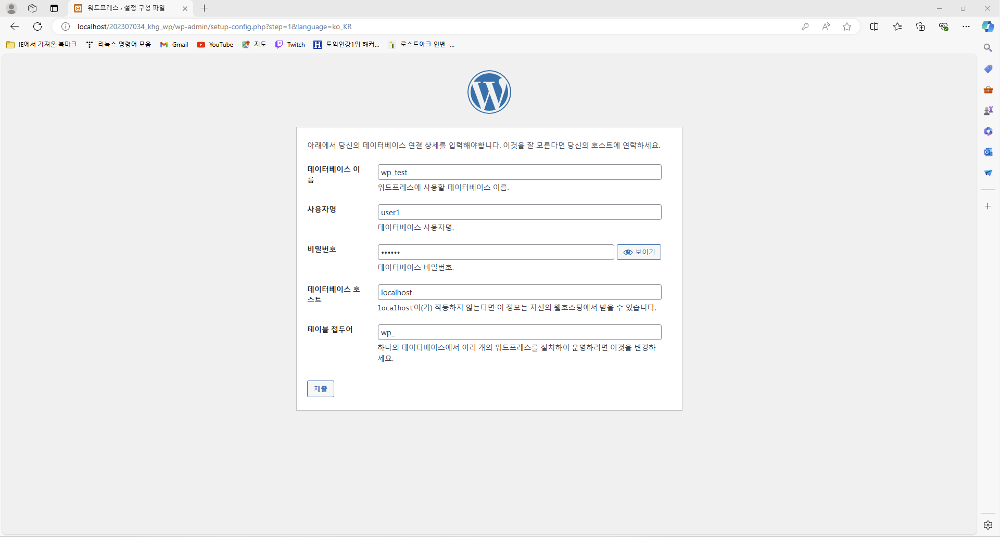 워드프레스 › 설정 구성 파일
localhost/202307034_khg_wp/wp-admin/setup-config.php?step=1&language=ko_KR
IE에서 가져온 북마크 리눅스 명령어 모음 Gmail YouTube 지도 Twitch 토익인강1위 해커... 로스트아크 인벤 -...
아래에서 당신의 데이터베이스 연결 상세를 입력해야합니다. 이것을 잘 모른다면 당신의 호스트에 연락하세요.
데이터베이스 이
름
wp_test
워드프레스에 사용할 데이터베이스 이름.
사용자명
user1
데이터베이스 사용자명.
비밀번호
••••••
보이기
데이터베이스 비밀번호.
데이터베이스 호
스트
localhost
localhost이(가) 작동하지 않는다면 이 정보는 자신의 웹호스팅에서 받을 수 있습니다.
테이블 접두어
wp_
하나의 데이터베이스에서 여러 개의 워드프레스를 설치하여 운영하려면 이것을 변경하
세요.
제출